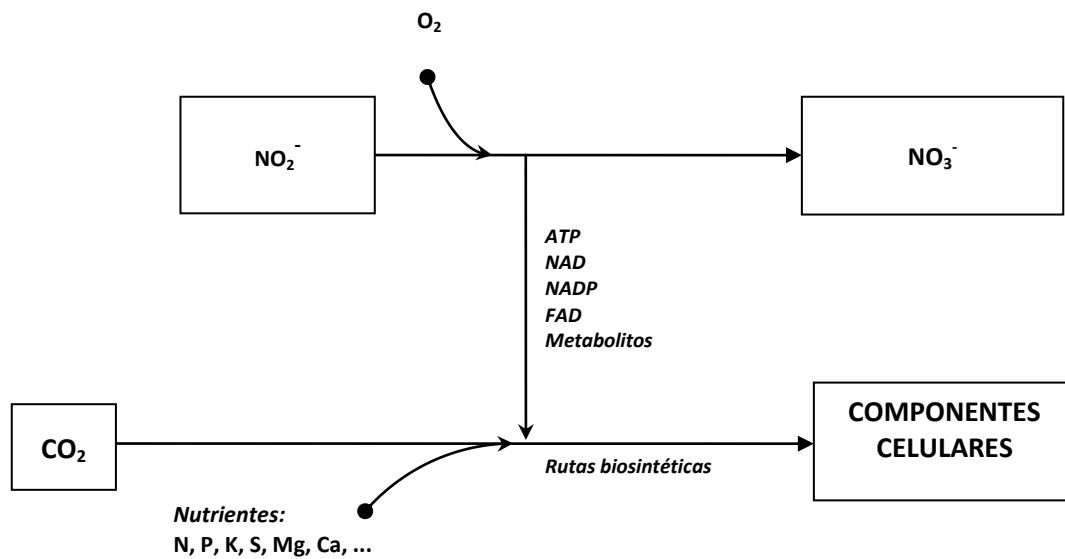 O₂
NO₂⁻
NO₃⁻
ATP
NAD
NADP
FAD
Metabolitos
CO₂
COMPONENTES
CELULARES
Rutas biosintéticas
Nutrientes:
N, P, K, S, Mg, Ca, ...